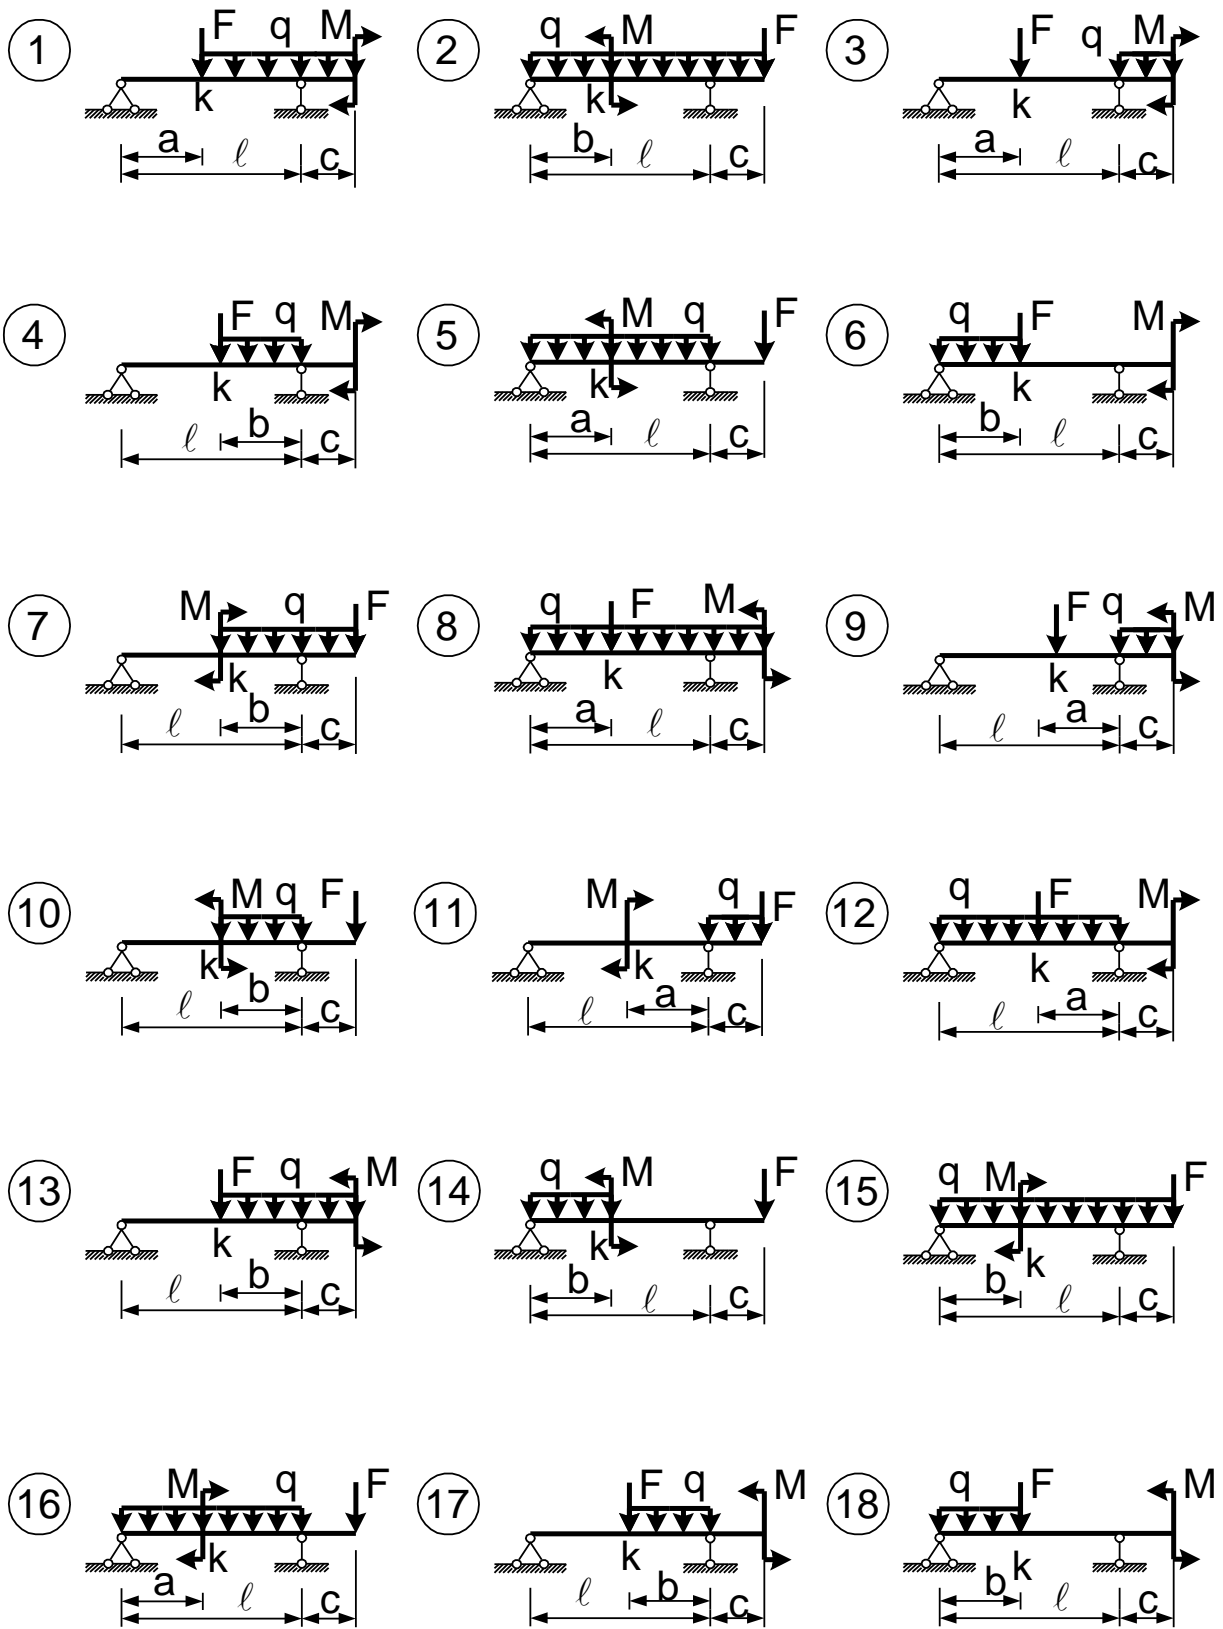 1 F q M
k
a ℓ c
2 q M F
k
b ℓ c
3 F q M
k
a ℓ c
4 F q M
k
ℓ b c
5 M q F
k
a ℓ c
6 q F M
k
b ℓ c
7 M q F
k
ℓ b c
8 q F M
k
a ℓ c
9 F q M
k
ℓ a c
10 M q F
k
ℓ b c
11 M q F
k
ℓ a c
12 q F M
k
ℓ a c
13 F q M
k
ℓ b c
14 q M F
k
b ℓ c
15 q M F
k
b ℓ c
16 M q F
k
a ℓ c
17 F q M
k
ℓ b c
18 q F M
k
b ℓ c